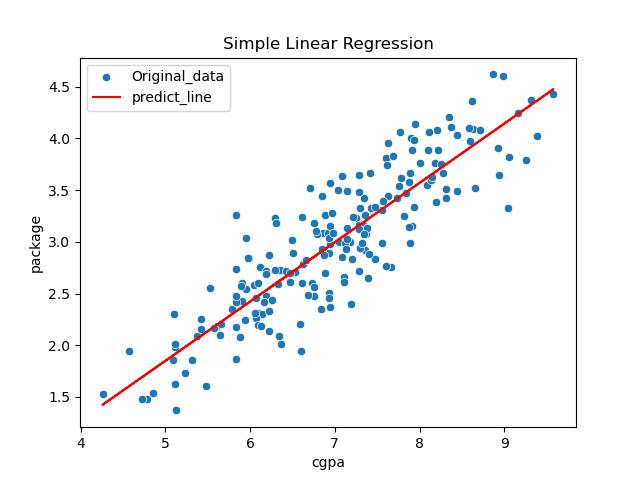 Simple Linear Regression
Original_data
predict_line
package
4.5
4.0
3.5
3.0
2.5
2.0
1.5
4 5 6 7 8 9
cgpa